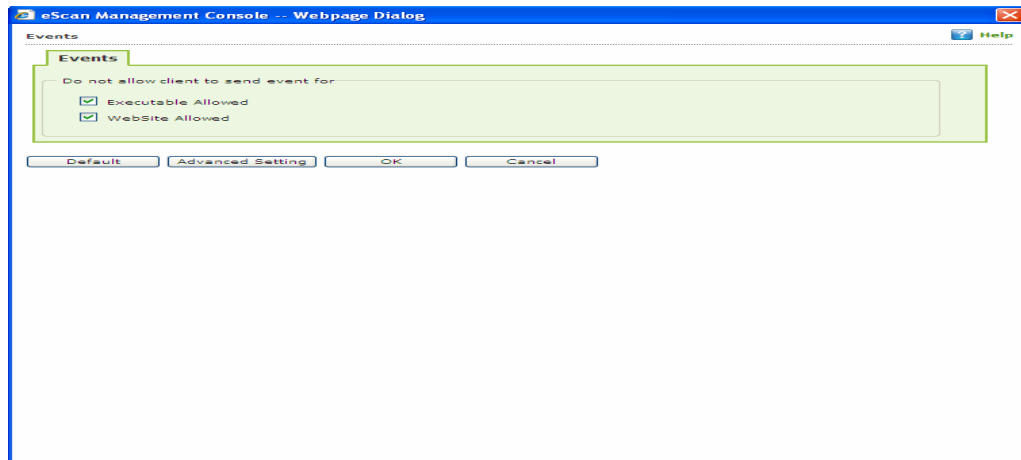 eScan Management Console -- Webpage Dialog
Events
? Help
Events
Do not allow client to send event for
Executable Allowed
WebSite Allowed
Default Advanced Setting OK Cancel